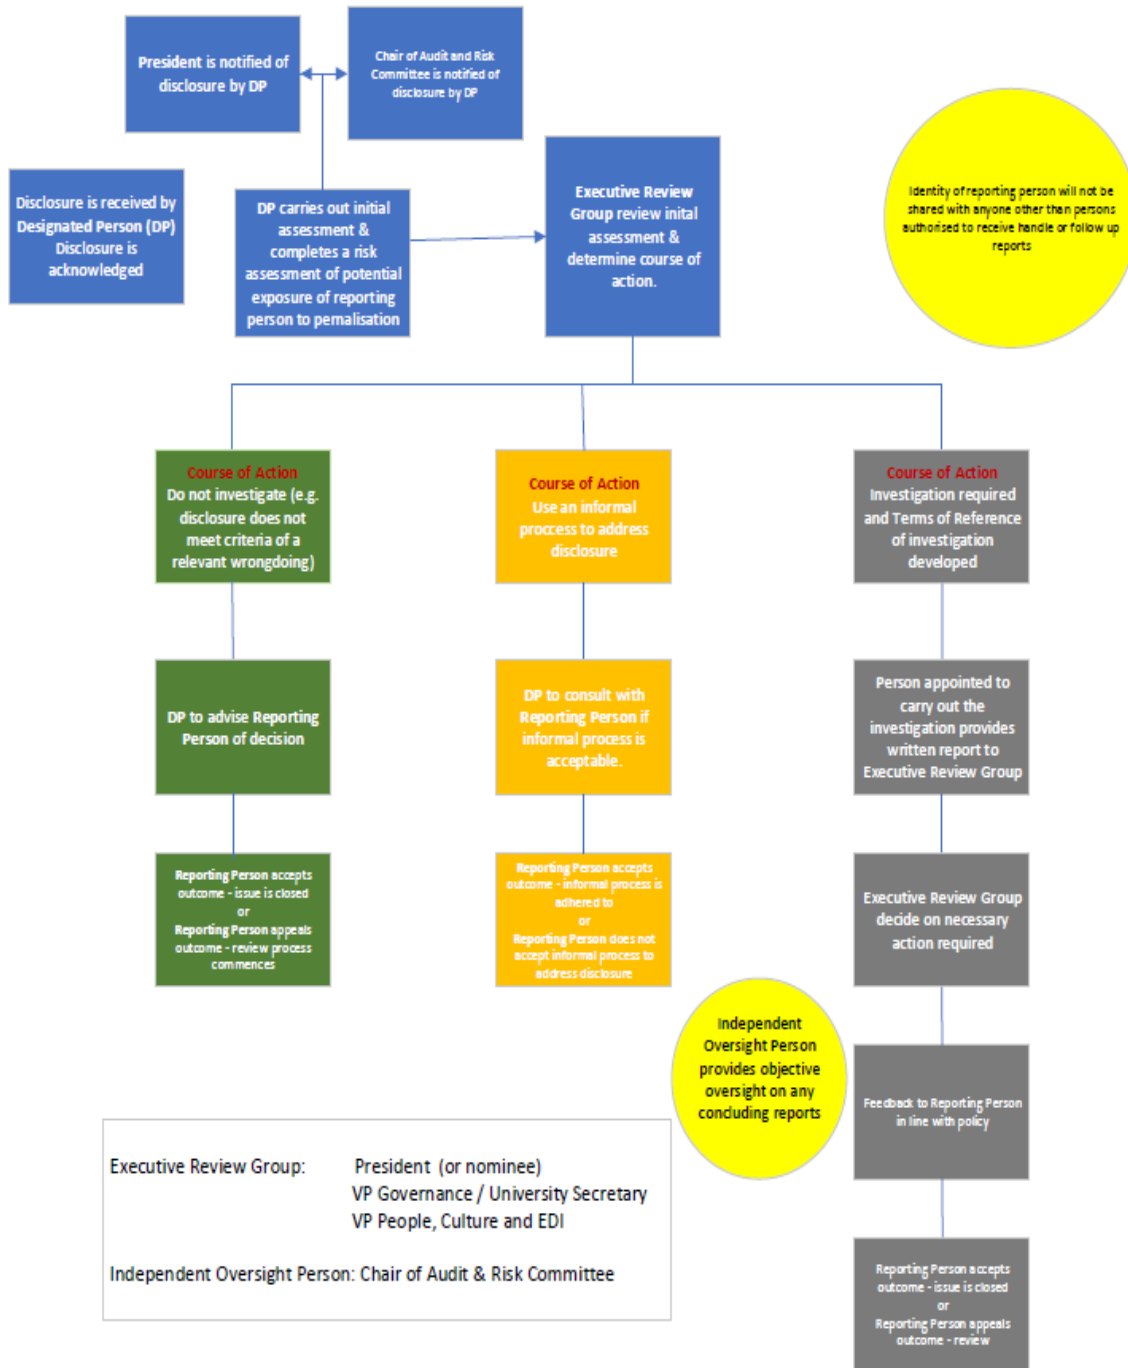 President is notified of
disclosure by DP
Chair of Audit and Risk
Committee is notified of
disclosure by DP
Disclosure is received by
Designated Person (DP)
Disclosure is
acknowledged
DP carries out initial
assessment &
completes a risk
assessment of potential
exposure of reporting
person to pernalisation
Executive Review
Group review inital
assessment &
determine course of
action.
Identity of reporting person will not be
shared with anyone other than persons
authorised to receive handle or follow up
reports
Course of Action
Do not investigate (e.g.
disclosure does not
meet criteria of a
relevant wrongdoing)
Course of Action
Use an informal
proccess to address
disclosure
Course of Action
Investigation required
and Terms of Reference
of investigation
developed
DP to advise Reporting
Person of decision
DP to consult with
Reporting Person if
informal process is
acceptable.
Person appointed to
carry out the
investigation provides
written report to
Executive Review Group
Reporting Person accepts
outcome - issue is closed
or
Reporting Person appeals
outcome - review process
commences
Reporting Person accepts
outcome - informal process is
adhered to
or
Reporting Person does not
accept informal process to
address disclosure
Executive Review Group
decide on necessary
action required
Independent
Oversight Person
provides objective
oversight on any
concluding reports
Feedback to Reporting Person
in line with policy
Executive Review Group: President (or nominee)
VP Governance / University Secretary
VP People, Culture and EDI
Independent Oversight Person: Chair of Audit & Risk Committee
Reporting Person accepts
outcome - issue is closed
or
Reporting Person appeals
outcome - review